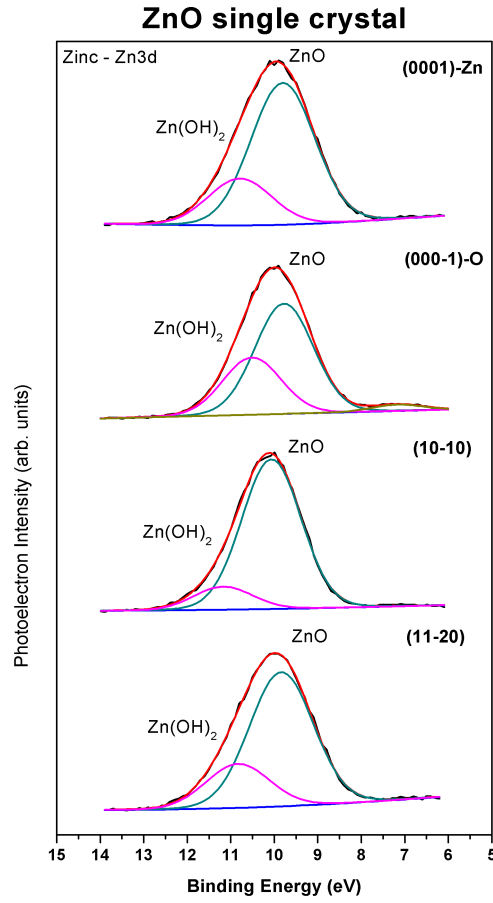 ZnO single crystal
Zinc - Zn3d
ZnO
(0001)-Zn
Zn(OH)₂
ZnO
(000-1)-O
Zn(OH)₂
ZnO
(10-10)
Zn(OH)₂
ZnO
(11-20)
Zn(OH)₂
Photoelectron Intensity (arb. units)
15 14 13 12 11 10 9 8 7 6 5
Binding Energy (eV)